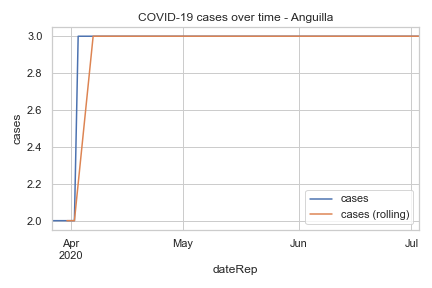 COVID-19 cases over time - Anguilla
3.0
2.8
2.6
2.4
2.2
2.0
cases
cases
cases (rolling)
Apr
2020
May
Jun
Jul
dateRep